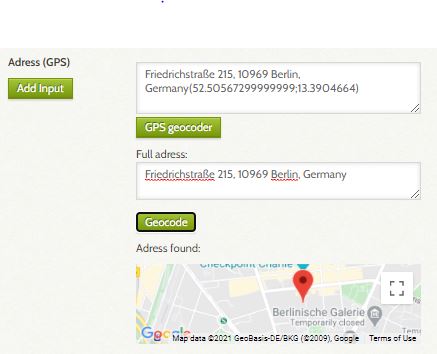 Adress (GPS)
Add Input
Friedrichstraße 215, 10969 Berlin,
Germany(52.50567299999999;13.3904664)
GPS geocoder
Full adress:
Friedrichstraße 215, 10969 Berlin, Germany
Geocode
Adress found:
Checkpoint Charlie
Berlinische Galerie
Temporarily closed
Google
Map data ©2021 GeoBasis-DE/BKG (©2009), Google
Terms of Use